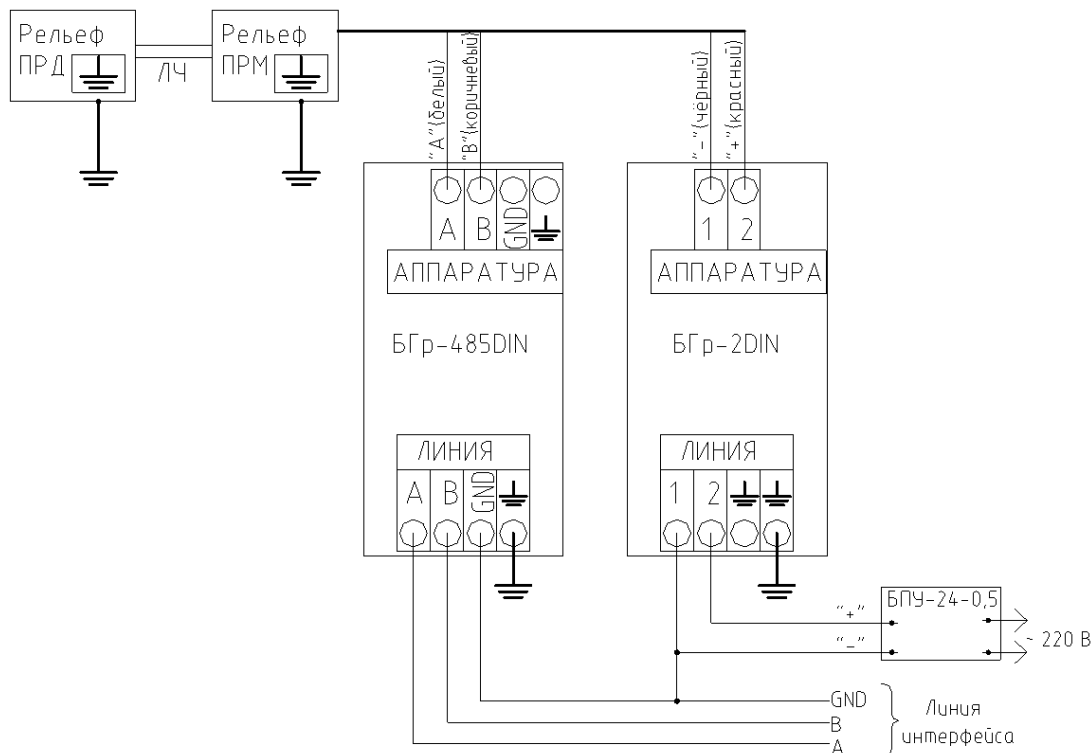 Рельеф
ПРД
ЛЧ
Рельеф
ПРМ
"А"(белый)
"В"(коричневый)
"-"(чёрный)
"+"(красный)
А
В
GND
1
2
АППАРАТУРА
АППАРАТУРА
БГр-485DIN
БГр-2DIN
ЛИНИЯ
ЛИНИЯ
А
В
GND
1
2
БПУ-24-0,5
"+"
"-"
~ 220 В
GND
В
А
Линия
интерфейса